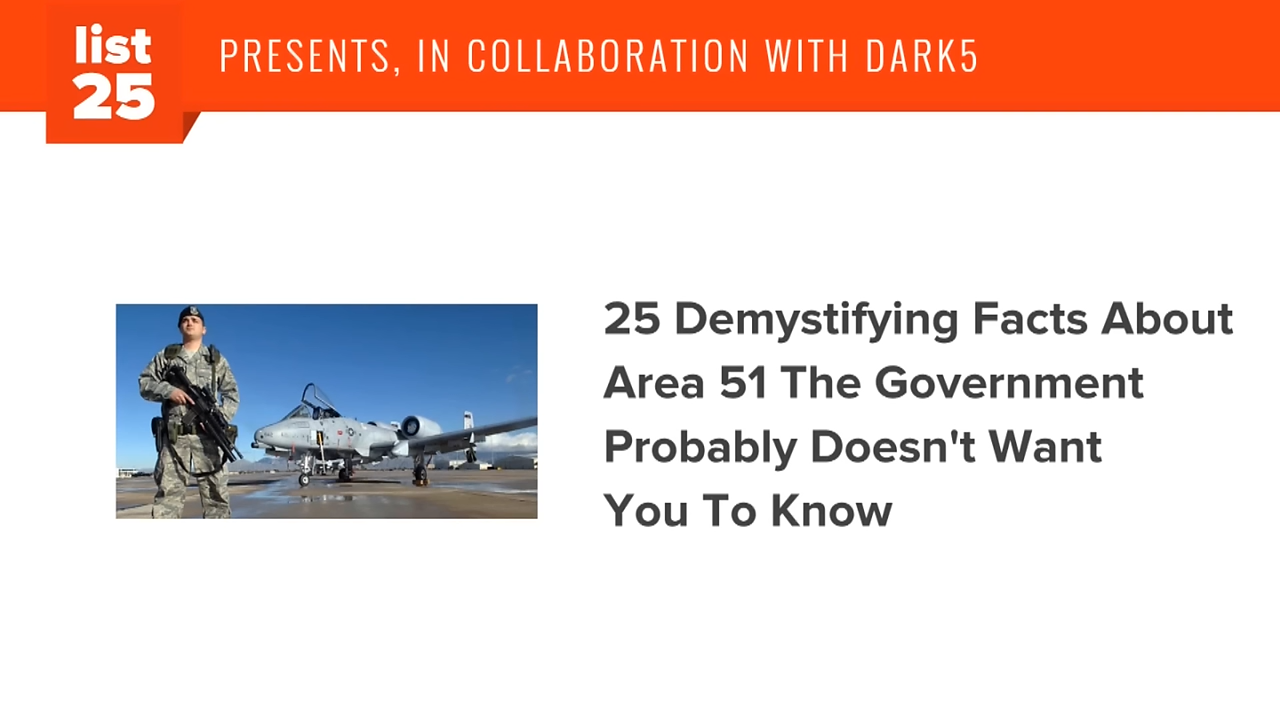 list
25
PRESENTS, IN COLLABORATION WITH DARK5
25 Demystifying Facts About
Area 51 The Government
Probably Doesn't Want
You To Know